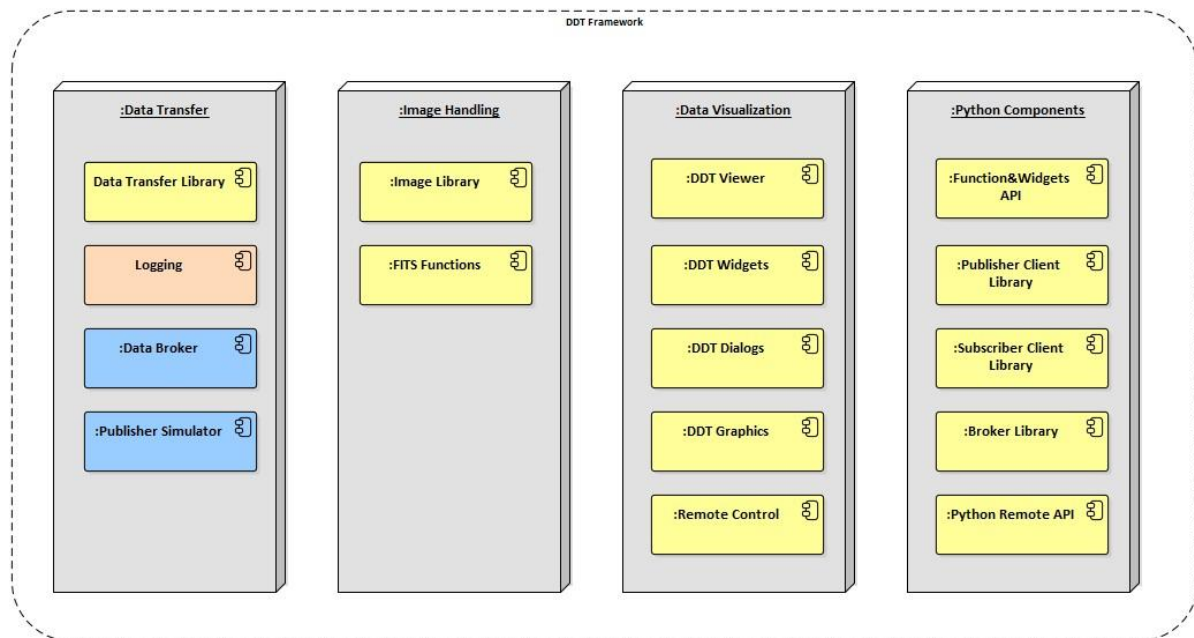 DDT Framework
:Data Transfer
Data Transfer Library
Logging
:Data Broker
:Publisher Simulator
:Image Handling
:Image Library
:FITS Functions
:Data Visualization
:DDT Viewer
:DDT Widgets
:DDT Dialogs
:DDT Graphics
:Remote Control
:Python Components
:Function&Widgets
API
:Publisher Client
Library
:Subscriber Client
Library
:Broker Library
:Python Remote API